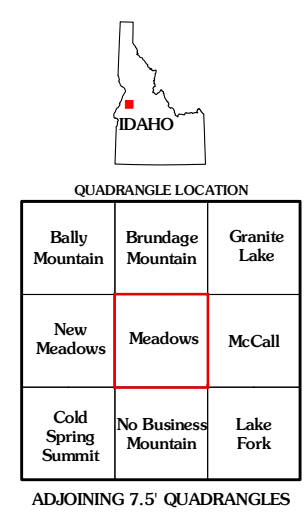 IDAHO
QUADRANGLE LOCATION
Bally
Mountain
Brundage
Mountain
Granite
Lake
New
Meadows
Meadows
McCall
Cold
Spring
Summit
No Business
Mountain
Lake
Fork
ADJOINING 7.5' QUADRANGLES